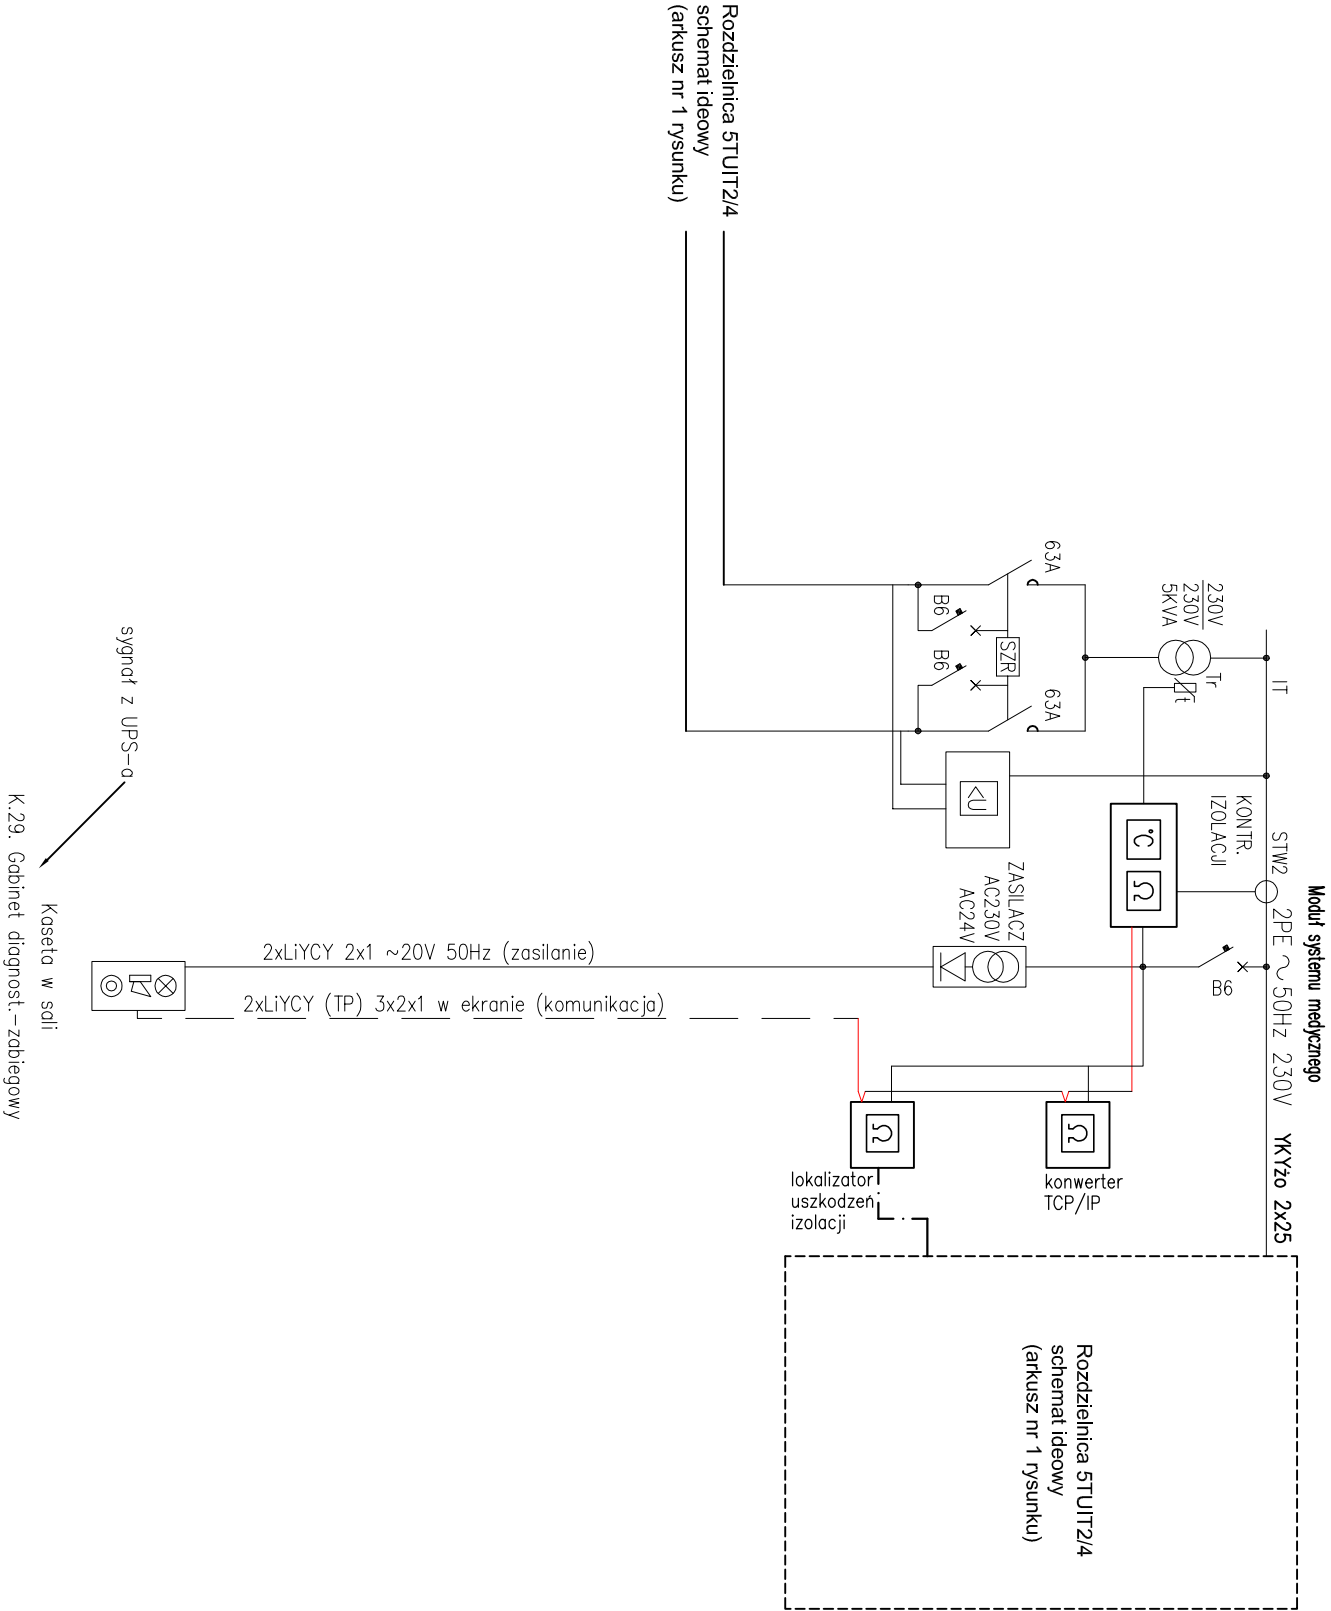 Rozdzielnica 5TUIT2/4
schemat ideowy
(arkusz nr 1 rysunku)
63A
B6
SZR
B6
63A
230V
230V
5KVA
Tr
t
IT
<U
KONTR.
IZOLACJI
°C
Ω
STW2
Moduł systemu medycznego
2PE ~ 50Hz 230V
YKYżo 2x25
B6
ZASILACZ
AC230V
AC24V
2xLiYCY 2x1 ~20V 50Hz (zasilanie)
2xLiYCY (TP) 3x2x1 w ekranie (komunikacja)
sygnał z UPS-a
Kaseta w sali
K.29. Gabinet diagnost.-zabiegowy
Ω
lokalizator
uszkodzeń
izolacji
Ω
konwerter
TCP/IP
Rozdzielnica 5TUIT2/4
schemat ideowy
(arkusz nr 1 rysunku)